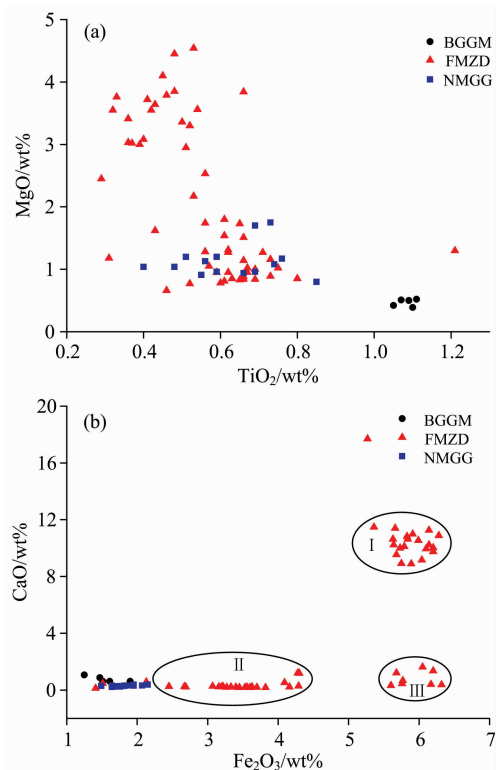 (a)
BGGM
FMZD
NMGG
MgO/wt%
5
4
3
2
1
0
0.2 0.4 0.6 0.8 1.0 1.2
TiO₂/wt%
(b)
BGGM
FMZD
NMGG
CaO/wt%
20
16
12
8
4
0
I
II
III
1 2 3 4 5 6 7
Fe₂O₃/wt%